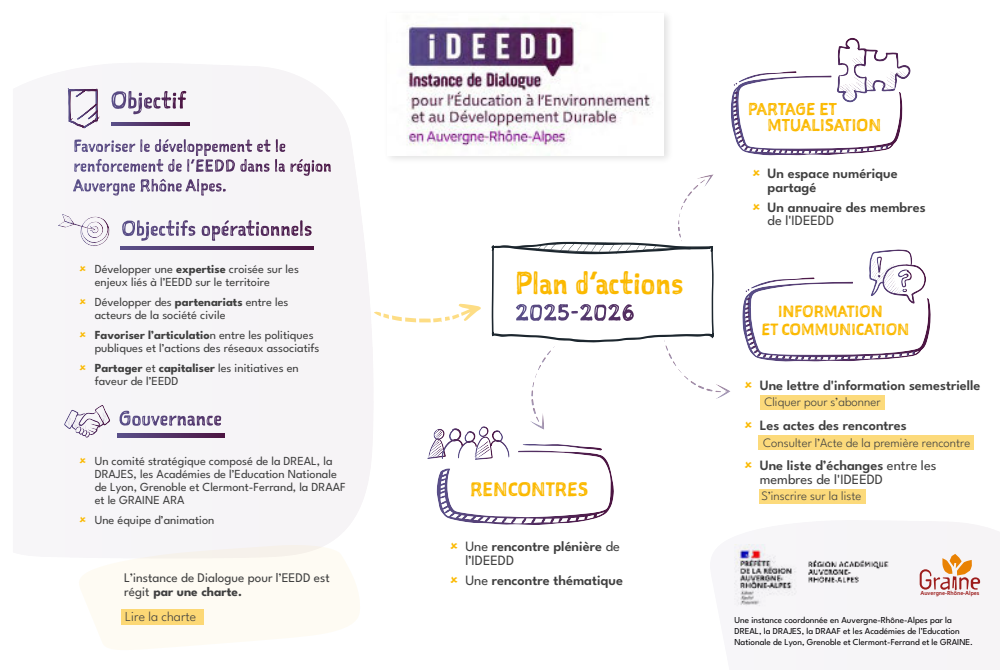 iDEEDD
Instance de Dialogue
pour l'Éducation à l'Environnement
et au Développement Durable
en Auvergne-Rhône-Alpes
Objectif
Favoriser le développement et le
renforcement de l'EEDD dans la région
Auvergne Rhône Alpes.
Objectifs opérationnels
× Développer une expertise croisée sur les
enjeux liés à l'EEDD sur le territoire
× Développer des partenariats entre les
acteurs de la société civile
× Favoriser l'articulation entre les politiques
publiques et l'actions des réseaux associatifs
× Partager et capitaliser les initiatives en
faveur de l'EEDD
Gouvernance
× Un comité stratégique composé de la DREAL, la
DRAJES, les Académies de l'Education Nationale
de Lyon, Grenoble et Clermont-Ferrand, la DRAAF
et le GRAINE ARA
× Une équipe d'animation
L'instance de Dialogue pour l'EEDD est
régit par une charte.
Lire la charte
Plan d'actions
2025-2026
PARTAGE ET
MTUALISATION
× Un espace numérique
partagé
× Un annuaire des membres
de l'IDEEDD
INFORMATION
ET COMMUNICATION
× Une lettre d'information semestrielle
Cliquer pour s'abonner
× Les actes des rencontres
Consulter l'Acte de la première rencontre
× Une liste d'échanges entre les
membres de l'IDEEDD
S'inscrire sur la liste
RENCONTRES
× Une rencontre plénière de
l'IDEEDD
× Une rencontre thématique
PRÉFÈTE
DE LA RÉGION
AUVERGNE-
RHÔNE-ALPES
RÉGION ACADÉMIQUE
AUVERGNE-
RHÔNE-ALPES
Graine
Auvergne-Rhône-Alpes
Une instance coordonnée en Auvergne-Rhône-Alpes par la
DREAL, la DRAJES, la DRAAF et les Académies de l'Education
Nationale de Lyon, Grenoble et Clermont-Ferrand et le GRAINE.